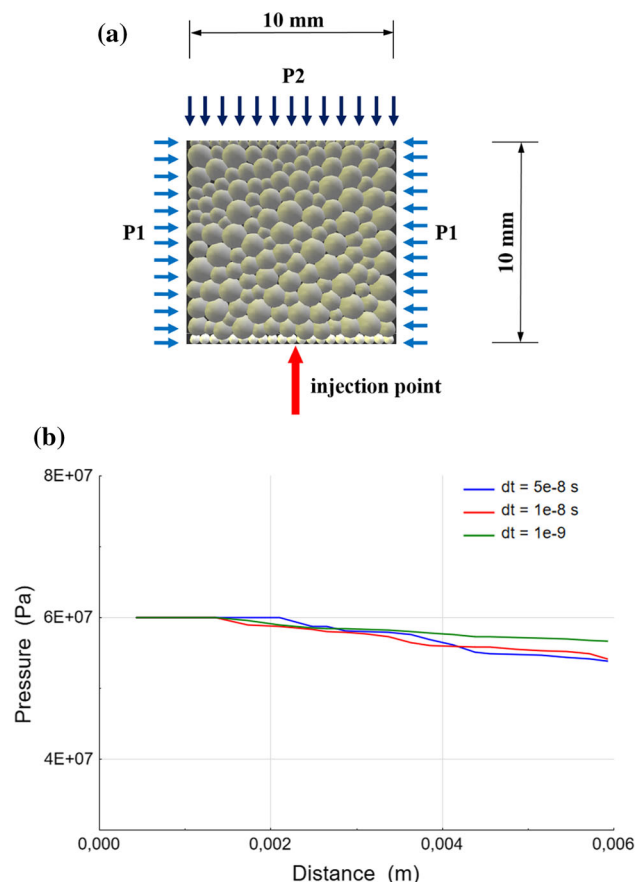 (a)
10 mm
P2
P1
P1
10 mm
injection point
(b)
8E+07
6E+07
4E+07
Pressure (Pa)
dt = 5e-8 s
dt = 1e-8 s
dt = 1e-9
0,000
0,002
0,004
0,006
Distance (m)